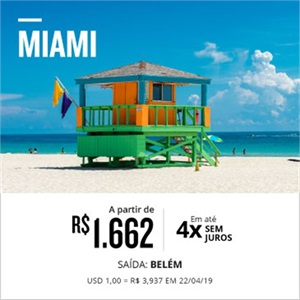 MIAMI
A partir de
R$ 1.662
Em até
4x SEM JUROS
SAÍDA: BELÉM
USD 1,00 = R$ 3,937 EM 22/04/19